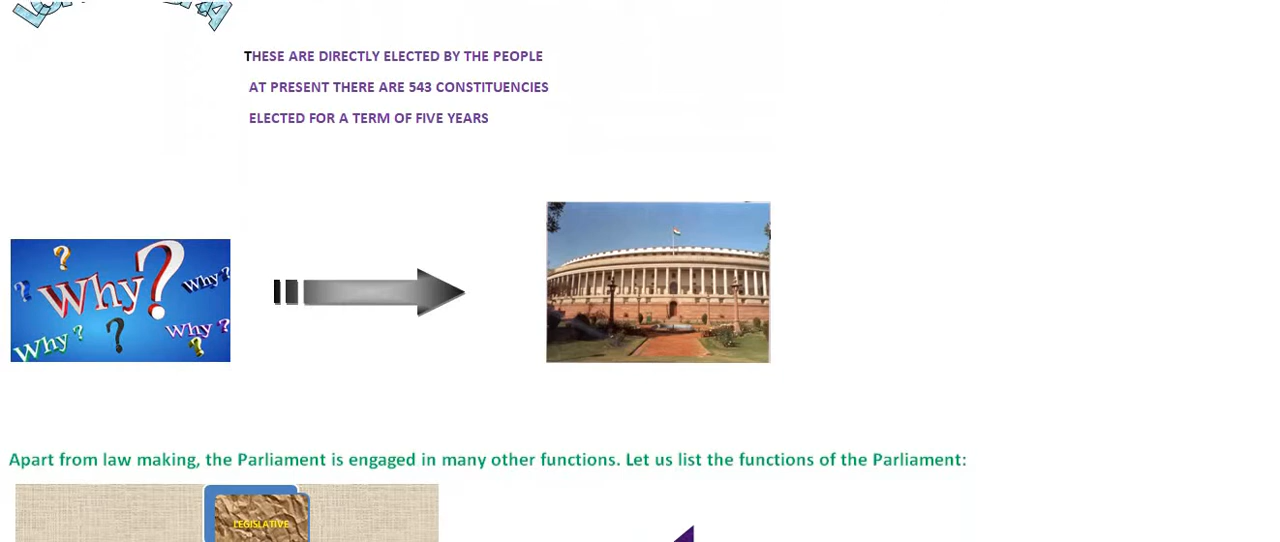 THESE ARE DIRECTLY ELECTED BY THE PEOPLE
AT PRESENT THERE ARE 543 CONSTITUENCIES
ELECTED FOR A TERM OF FIVE YEARS
?
? Why? Why?
Why? ? Why?
?
Apart from law making, the Parliament is engaged in many other functions. Let us list the functions of the Parliament:
LEGISLATIVE